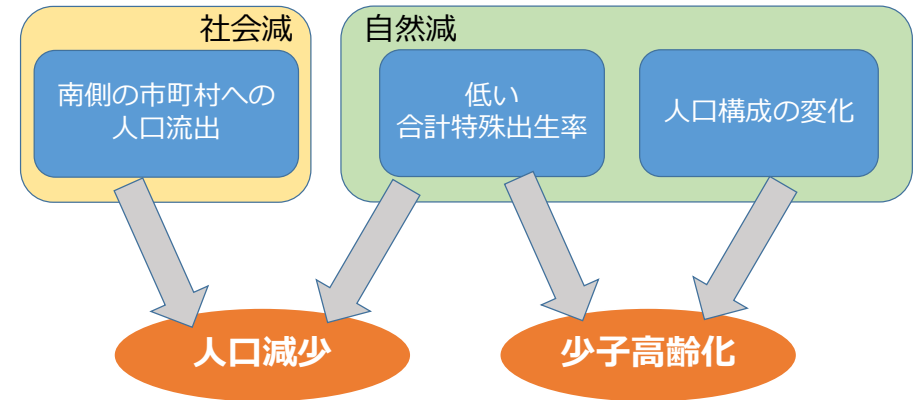 社会減
南側の市町村への
人口流出
自然減
低い
合計特殊出生率
人口構成の変化
人口減少
少子高齢化